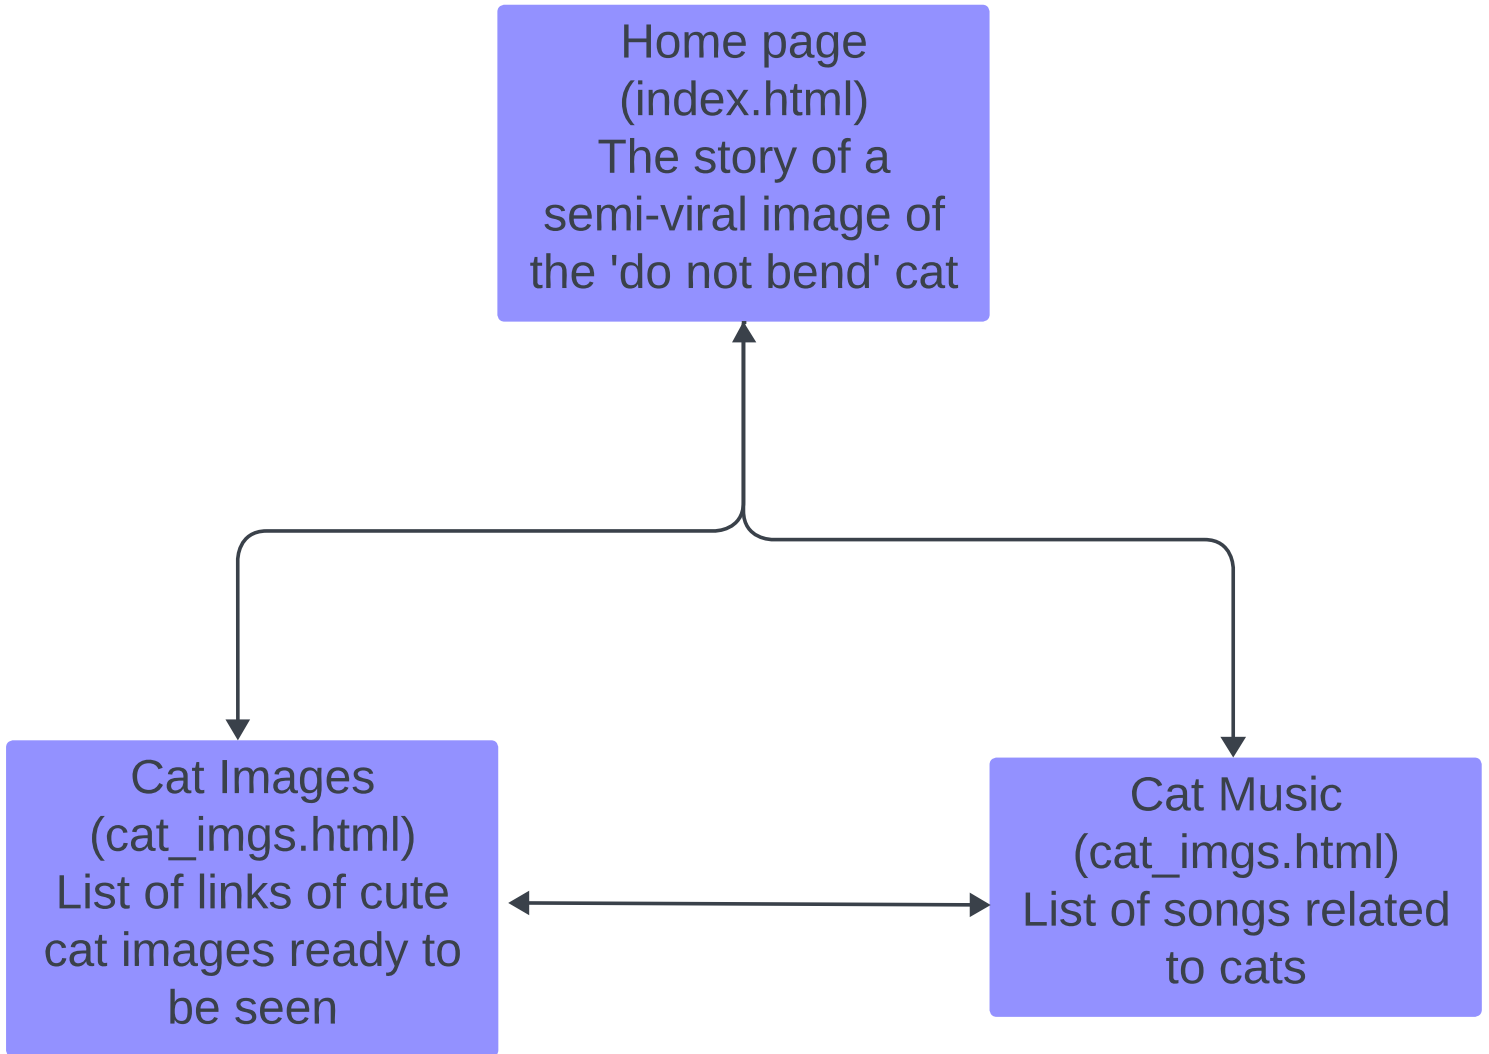 Home page
(index.html)
The story of a
semi-viral image of
the 'do not bend' cat
Cat Images
(cat_imgs.html)
List of links of cute
cat images ready to
be seen
Cat Music
(cat_imgs.html)
List of songs related
to cats